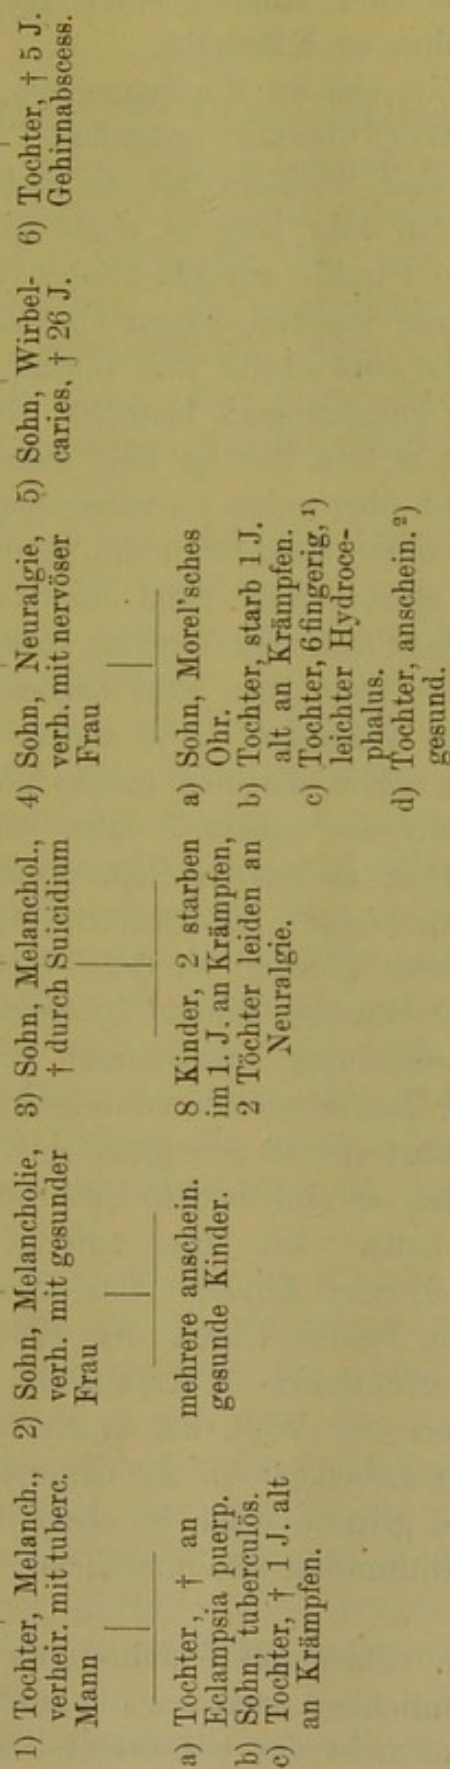 1) Tochter, Melanch.,
verheir. mit tuberc.
Mann
a) Tochter, † an
Eclampsia puerp.
b) Sohn, tuberculös.
c) Tochter, † 1 J. alt
an Krämpfen.
2) Sohn, Melancholie,
verh. mit gesunder
Frau
mehrere anschein.
gesunde Kinder.
3) Sohn, Melanchol.,
† durch Suicidium
8 Kinder, 2 starben
im 1. J. an Krämpfen,
2 Töchter leiden an
Neuralgie.
4) Sohn, Neuralgie,
verh. mit nervöser
Frau
a) Sohn, Morel'sches
Ohr.
b) Tochter, starb 1 J.
alt an Krämpfen.
c) Tochter, 6 fingerig, ¹)
leichter Hydroce-
phalus.
d) Tochter, anschein. ²)
gesund.
5) Sohn, Wirbel-
caries, † 26 J.
6) Tochter, † 5 J.
Gehirnabscess.